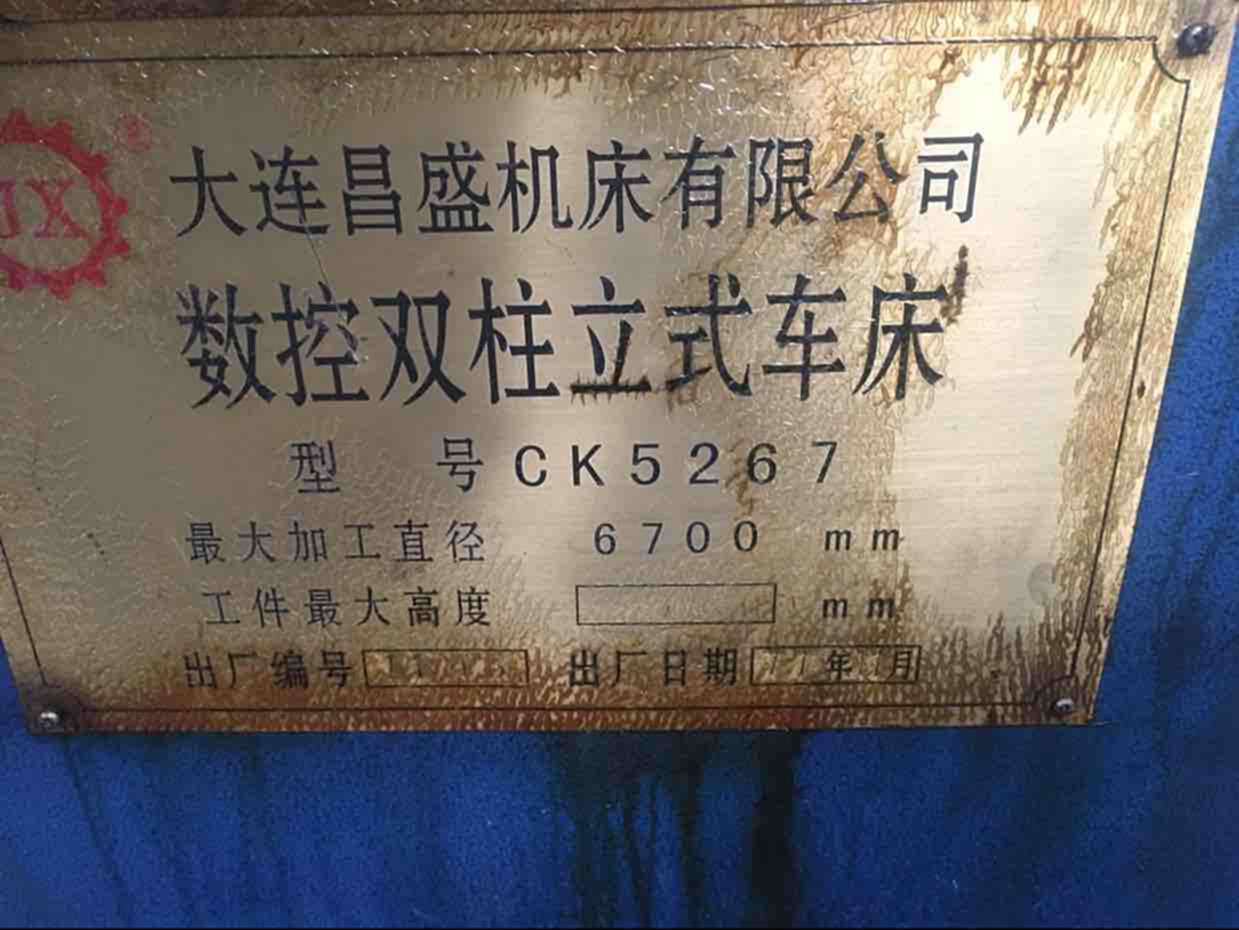 JX ®
大连昌盛机床有限公司
数控双柱立式车床
型 号 CK5267
最大加工直径 6700 mm
工件最大高度 mm
出厂编号 出厂日期 年 月